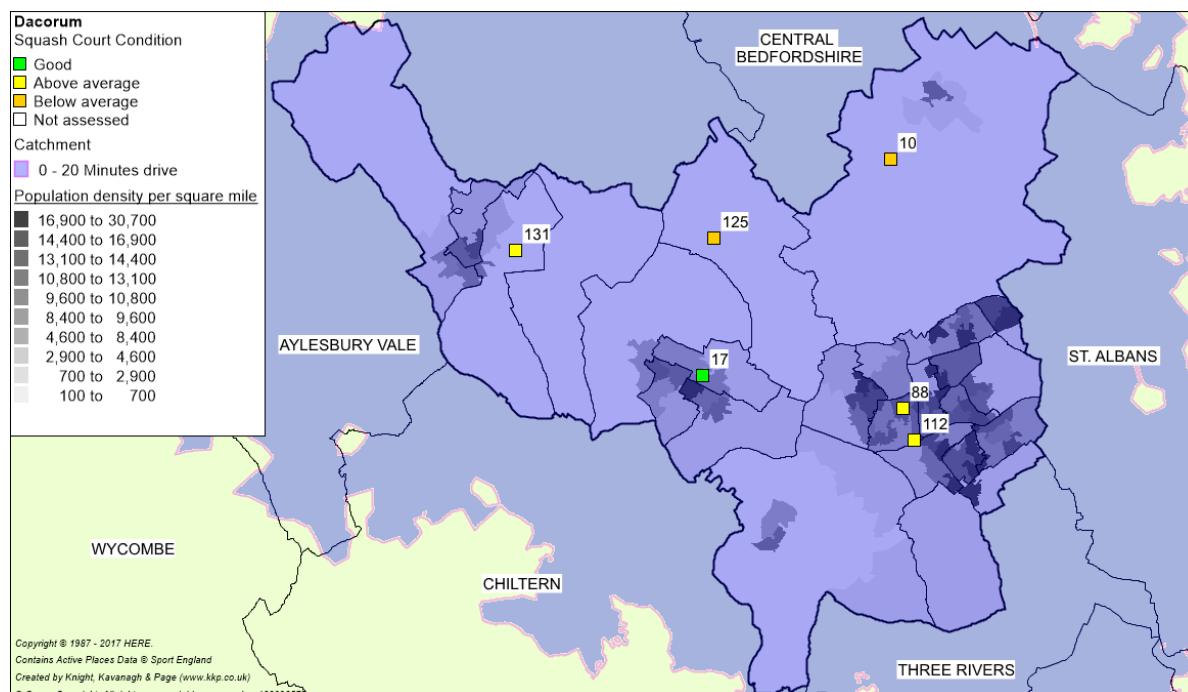 Dacorum
Squash Court Condition
Good
Above average
Below average
Not assessed
Catchment
0 - 20 Minutes drive
Population density per square mile
16,900 to 30,700
14,400 to 16,900
13,100 to 14,400
10,800 to 13,100
9,600 to 10,800
8,400 to 9,600
4,600 to 8,400
2,900 to 4,600
700 to 2,900
100 to 700
CENTRAL
BEDFORDSHIRE
10
125
131
AYLESBURY VALE
ST. ALBANS
17
88
112
WYCOMBE
CHILTERN
THREE RIVERS
Copyright © 1987 - 2017 HERE.
Contains Active Places Data © Sport England
Created by Knight, Kavanagh & Page (www.kkp.co.uk)